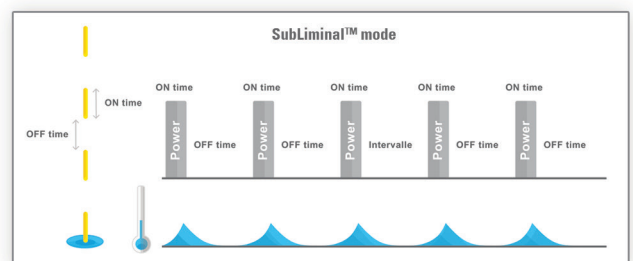 SubLiminal™ mode
ON time
OFF time
ON time ON time ON time ON time ON time
Power Power Power Power Power
OFF time OFF time Intervalle OFF time OFF time